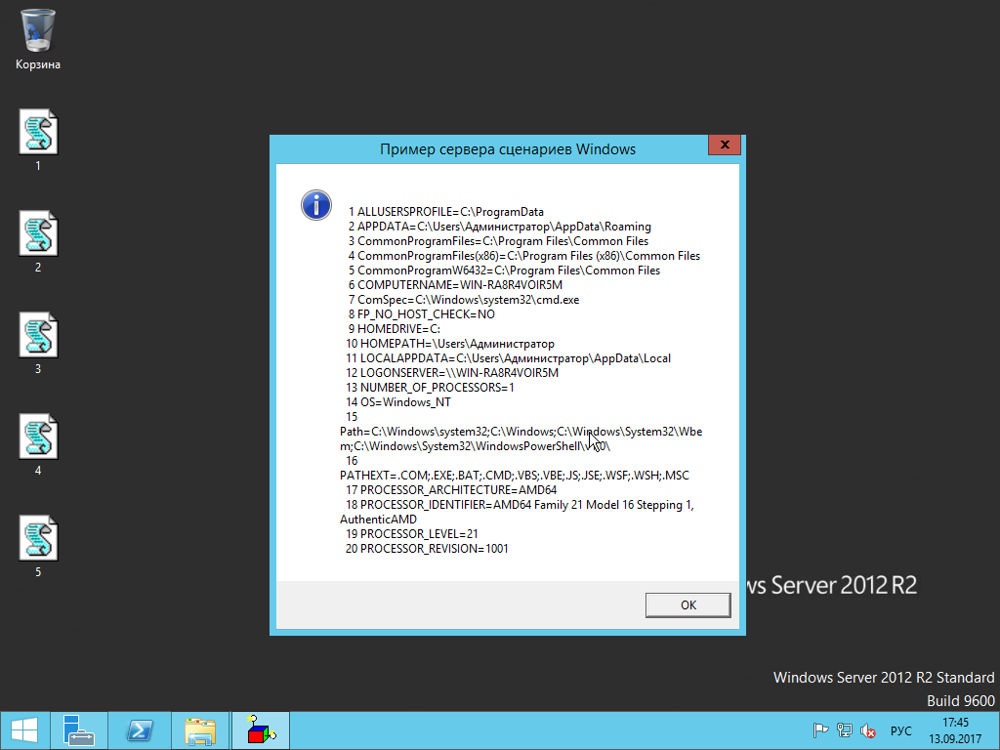 Корзина
1
2
3
4
5
Пример сервера сценариев Windows
x
1 ALLUSERSPROFILE=C:\ProgramData
2 APPDATA=C:\Users\Администратор\AppData\Roaming
3 CommonProgramFiles=C:\Program Files\Common Files
4 CommonProgramFiles(x86)=C:\Program Files (x86)\Common Files
5 CommonProgramW6432=C:\Program Files\Common Files
6 COMPUTERNAME=WIN-RA8R4VOIR5M
7 ComSpec=C:\Windows\system32\cmd.exe
8 FP_NO_HOST_CHECK=NO
9 HOMEDRIVE=C:
10 HOMEPATH=\Users\Администратор
11 LOCALAPPDATA=C:\Users\Администратор\AppData\Local
12 LOGONSERVER=\\WIN-RA8R4VOIR5M
13 NUMBER_OF_PROCESSORS=1
14 OS=Windows_NT
15
Path=C:\Windows\system32;C:\Windows;C:\Windows\System32\Wbe
m;C:\Windows\System32\WindowsPowerShell\v1.0\
16
PATHEXT=.COM;.EXE;.BAT;.CMD;.VBS;.VBE;.JS;.JSE;.WSF;.WSH;.MSC
17 PROCESSOR_ARCHITECTURE=AMD64
18 PROCESSOR_IDENTIFIER=AMD64 Family 21 Model 16 Stepping 1,
AuthenticAMD
19 PROCESSOR_LEVEL=21
20 PROCESSOR_REVISION=1001
OK
ws Server 2012 R2
Windows Server 2012 R2 Standard
Build 9600
РУС
17:45
13.09.2017